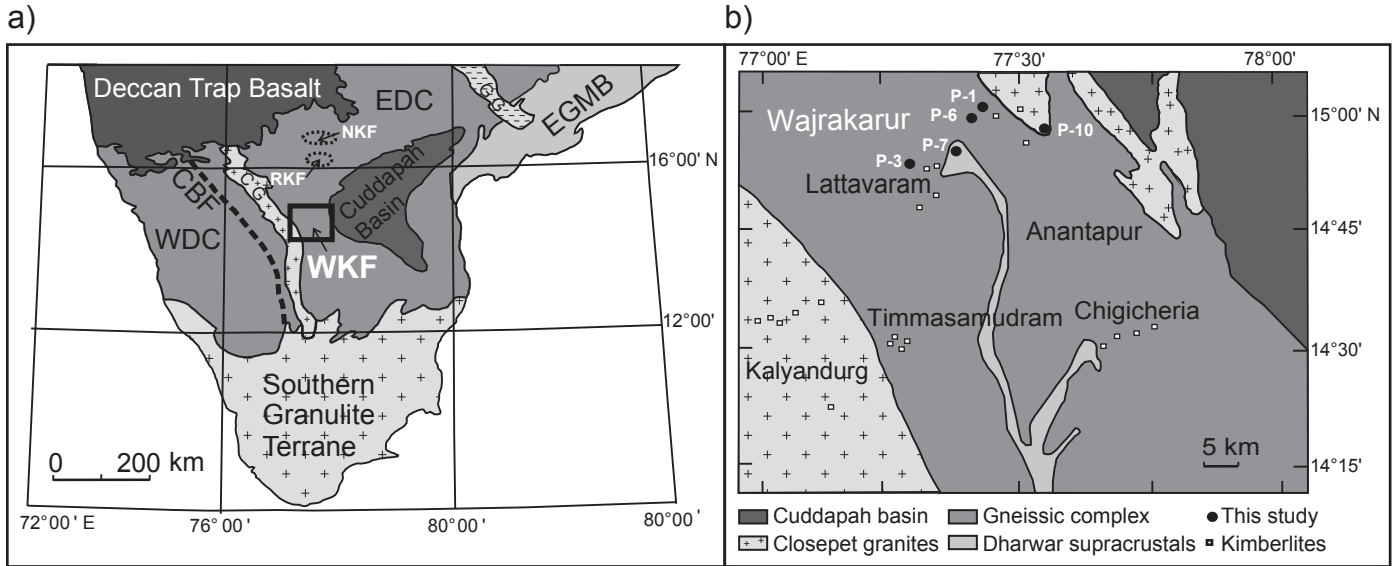 a)
Deccan Trap Basalt
EDC
GG
EGMB
NKF
RKF
16°00' N
CBF
CG
Cuddapah
Basin
WDC
WKF
12°00'
Southern
Granulite
Terrane
0 200 km
72°00' E
76°00'
80°00'
80°00'
b)
77°00' E
77°30'
78°00'
P-1
P-6
Wajrakarur
P-10
15°00' N
P-7
P-3
Lattavaram
Anantapur
14°45'
Timmasamudram
Chigicheria
14°30'
Kalyandurg
5 km
14°15'
Cuddapah basin
Gneissic complex
This study
Closepet granites
Dharwar supracrustals
Kimberlites